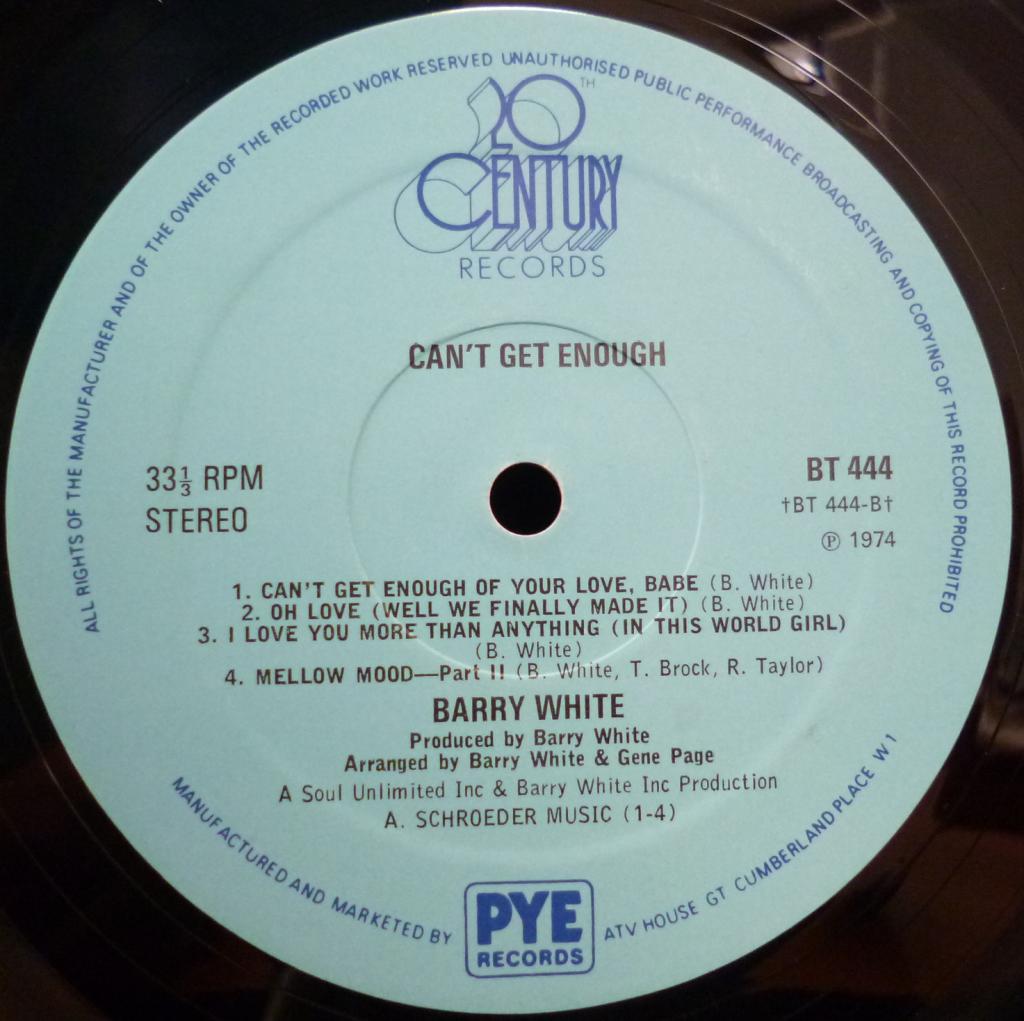 ALL RIGHTS OF THE MANUFACTURER AND OF THE OWNER OF THE RECORDED WORK RESERVED UNAUTHORISED PUBLIC PERFORMANCE BROADCASTING AND COPYING OF THIS RECORD PROHIBITED
20TH
CENTURY
RECORDS
CAN'T GET ENOUGH
33⅓ RPM
STEREO
BT 444
†BT 444-B†
℗ 1974
1. CAN'T GET ENOUGH OF YOUR LOVE, BABE (B. White)
2. OH LOVE (WELL WE FINALLY MADE IT) (B. White)
3. I LOVE YOU MORE THAN ANYTHING (IN THIS WORLD GIRL)
(B. White)
4. MELLOW MOOD—Part II (B. White, T. Brock, R. Taylor)
BARRY WHITE
Produced by Barry White
Arranged by Barry White & Gene Page
A Soul Unlimited Inc & Barry White Inc Production
A. SCHROEDER MUSIC (1-4)
MANUFACTURED AND MARKETED BY
PYE
RECORDS
ATV HOUSE GT CUMBERLAND PLACE W1